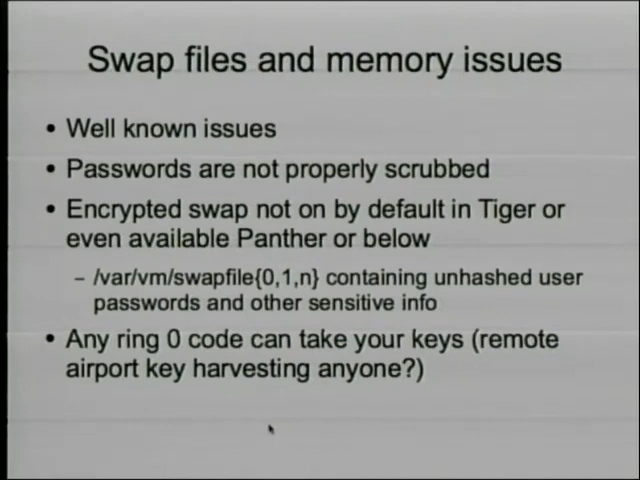 Swap files and memory issues
• Well known issues
• Passwords are not properly scrubbed
• Encrypted swap not on by default in Tiger or
even available Panther or below
– /var/vm/swapfile{0,1,n} containing unhashed user
passwords and other sensitive info
• Any ring 0 code can take your keys (remote
airport key harvesting anyone?)